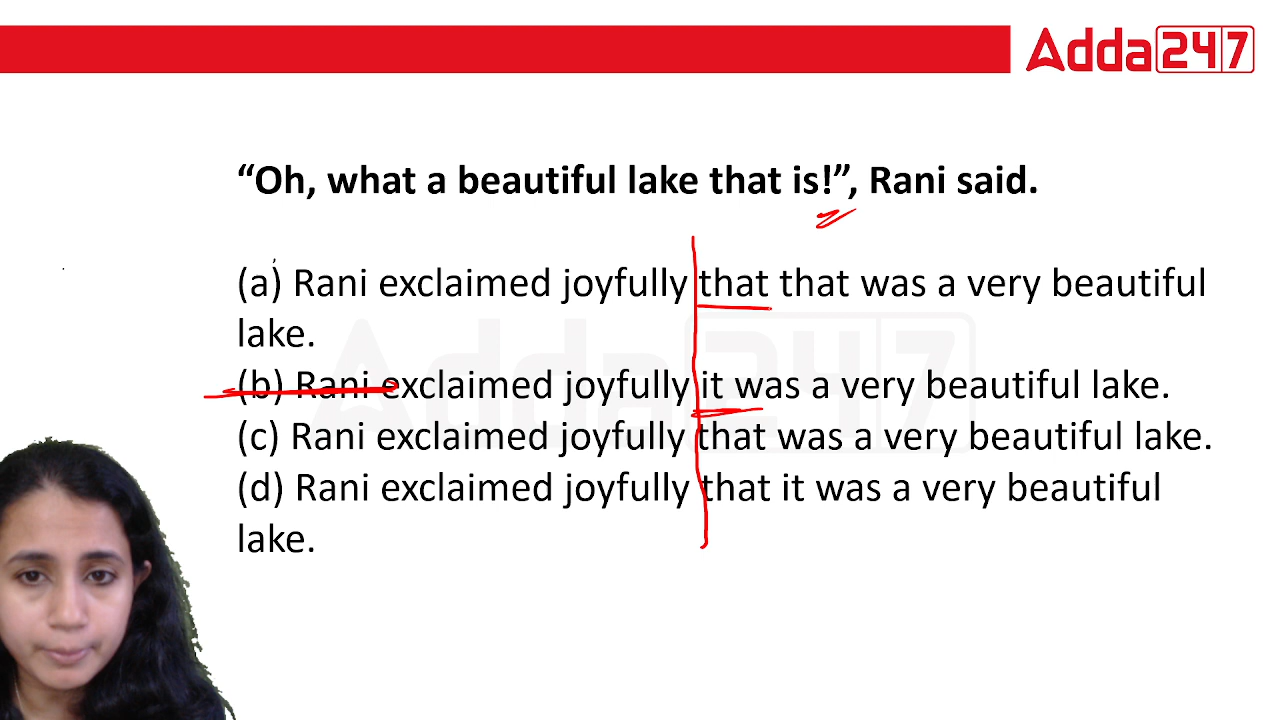 Adda247
“Oh, what a beautiful lake that is!”, Rani said.
(a) Rani exclaimed joyfully that that was a very beautiful
lake.
(b) Rani exclaimed joyfully it was a very beautiful lake.
(c) Rani exclaimed joyfully that was a very beautiful lake.
(d) Rani exclaimed joyfully that it was a very beautiful
lake.
Adda247